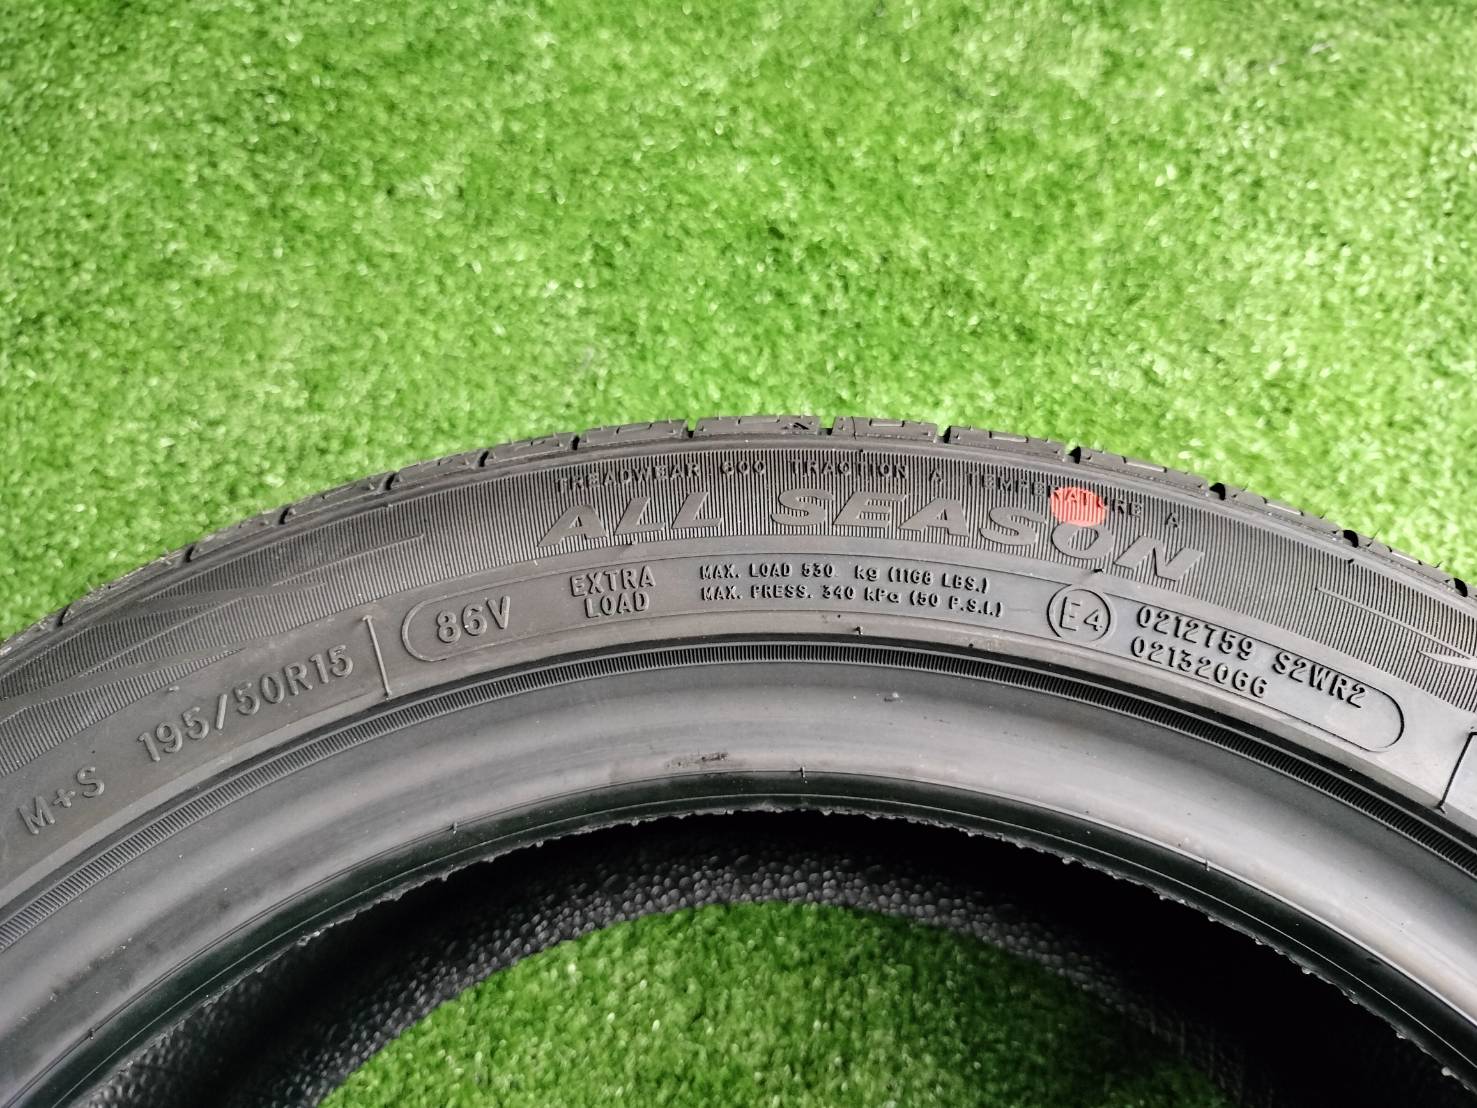 TREADWEAR 600 TRACTION A TEMPERATURE A
ALL SEASON
M+S 195/50R15
86V
EXTRA
LOAD
MAX. LOAD 530 kg (1168 LBS.)
MAX. PRESS. 340 kPa (50 P.S.I.)
E4
0212759 S2WR2
02132066